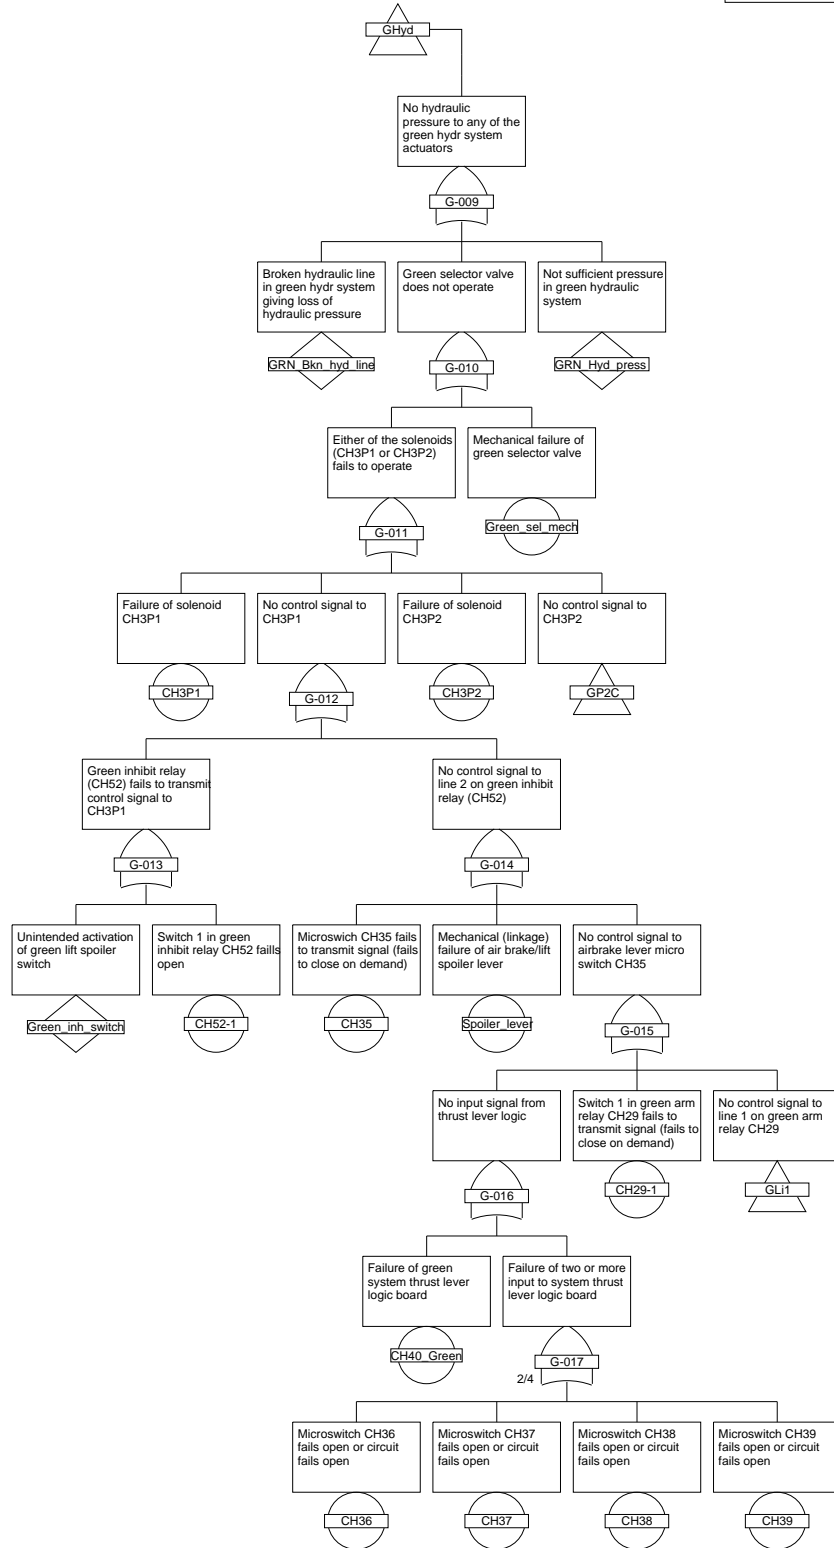 GHyd
No hydraulic
pressure to any of the
green hydr system
actuators
G-009
Broken hydraulic line
in green hydr system
giving loss of
hydraulic pressure
GRN_Bkn_hyd_line
Green selector valve
does not operate
G-010
Not sufficient pressure
in green hydraulic
system
GRN_Hyd_press
Either of the solenoids
(CH3P1 or CH3P2)
fails to operate
G-011
Mechanical failure of
green selector valve
Green_sel_mech
Failure of solenoid
CH3P1
CH3P1
No control signal to
CH3P1
G-012
Failure of solenoid
CH3P2
CH3P2
No control signal to
CH3P2
GP2C
Green inhibit relay
(CH52) fails to transmit
control signal to
CH3P1
G-013
No control signal to
line 2 on green inhibit
relay (CH52)
G-014
Unintended activation
of green lift spoiler
switch
Green_inh_switch
Switch 1 in green
inhibit relay CH52 faills
open
CH52-1
Microswich CH35 fails
to transmit signal (fails
to close on demand)
CH35
Mechanical (linkage)
failure of air brake/lift
spoiler lever
Spoiler_lever
No control signal to
airbrake lever micro
switch CH35
G-015
No input signal from
thrust lever logic
G-016
Switch 1 in green arm
relay CH29 fails to
transmit signal (fails to
close on demand)
CH29-1
No control signal to
line 1 on green arm
relay CH29
GLi1
Failure of green
system thrust lever
logic board
CH40_Green
Failure of two or more
input to system thrust
lever logic board
G-017
2/4
Microswitch CH36
fails open or circuit
fails open
CH36
Microswitch CH37
fails open or circuit
fails open
CH37
Microswitch CH38
fails open or circuit
fails open
CH38
Microswitch CH39
fails open or circuit
fails open
CH39